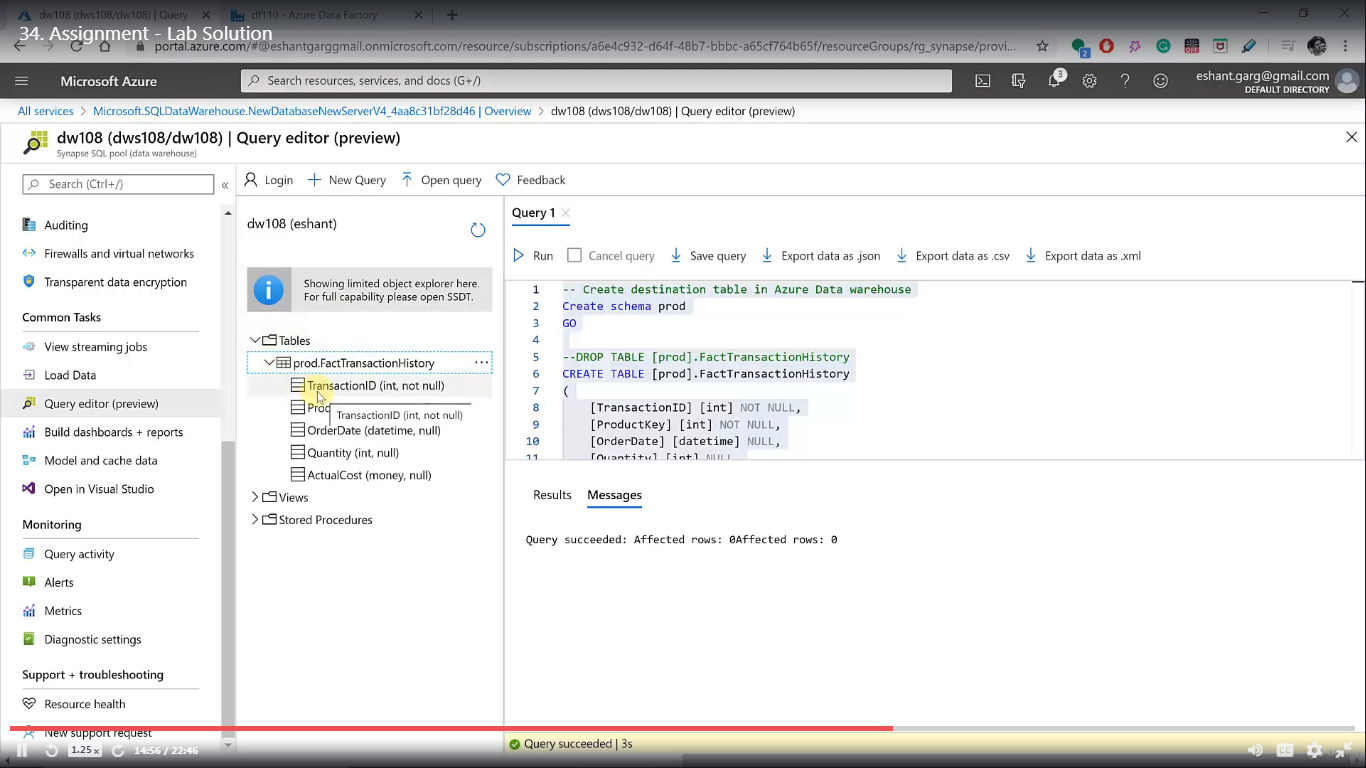 dw108 (dws108/dw108) | Query
df110 - Azure Data Factory
34. Assignment - Lab Solution
portal.azure.com/#@eshantgarggmail.onmicrosoft.com/resource/subscriptions/a6e4c932-d64f-48b7-bbbc-a65cf764b65f/resourceGroups/rg_synapse/provi...
2
Microsoft Azure
Search resources, services, and docs (G+/)
3
eshant.garg@gmail.com
DEFAULT DIRECTORY
All services > Microsoft.SQLDataWarehouse.NewDatabaseNewServerV4_4aa8c31bf28d46 | Overview > dw108 (dws108/dw108) | Query editor (preview)
dw108 (dws108/dw108) | Query editor (preview)
Synapse SQL pool (data warehouse)
Search (Ctrl+/)
«
Auditing
Firewalls and virtual networks
Transparent data encryption
Common Tasks
View streaming jobs
Load Data
Query editor (preview)
Build dashboards + reports
Model and cache data
Open in Visual Studio
Monitoring
Query activity
Alerts
Metrics
Diagnostic settings
Support + troubleshooting
Resource health
New support request
Login
New Query
Open query
Feedback
dw108 (eshant)
Showing limited object explorer here.
For full capability please open SSDT.
Tables
prod.FactTransactionHistory ...
TransactionID (int, not null)
Prod
TransactionID (int, not null)
OrderDate (datetime, null)
Quantity (int, null)
ActualCost (money, null)
Views
Stored Procedures
Query 1
Run
Cancel query
Save query
Export data as .json
Export data as .csv
Export data as .xml
1 -- Create destination table in Azure Data warehouse
2 Create schema prod
3 GO
4
5 --DROP TABLE [prod].FactTransactionHistory
6 CREATE TABLE [prod].FactTransactionHistory
7 (
8 [TransactionID] [int] NOT NULL,
9 [ProductKey] [int] NOT NULL,
10 [OrderDate] [datetime] NULL,
11 [Quantity] [int] NULL
Results
Messages
Query succeeded: Affected rows: 0Affected rows: 0
Query succeeded | 3s
1.25 x
14:56 / 22:46
CC